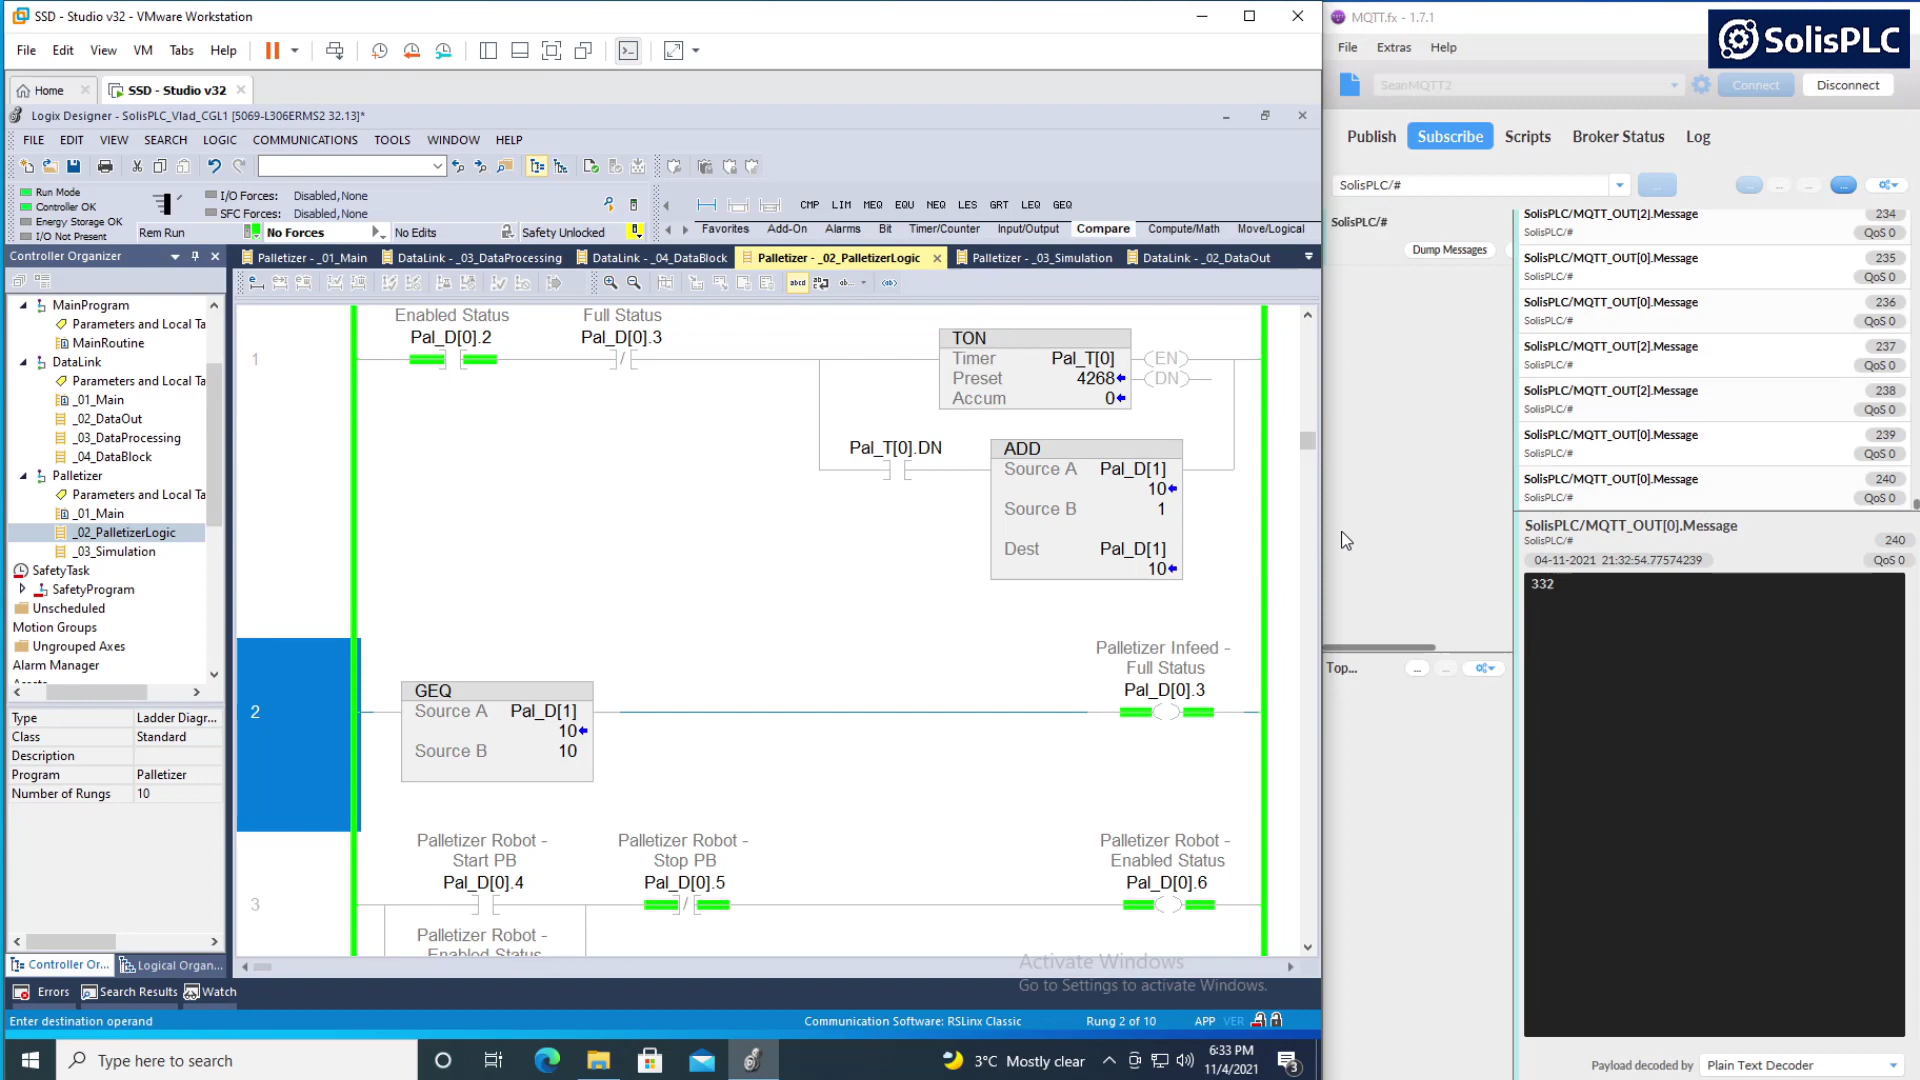 SSD - Studio v32 - VMware Workstation
File Edit View VM Tabs Help
Home
SSD - Studio v32
Logix Designer - SolisPLC_Vlad_CGL1 [5069-L306ERMS2 32.13]*
FILE EDIT VIEW SEARCH LOGIC COMMUNICATIONS TOOLS WINDOW HELP
Run Mode
Controller OK
Energy Storage OK
I/O Not Present
I/O Forces: Disabled,None
SFC Forces: Disabled,None
Rem Run
No Forces
No Edits
Safety Unlocked
CMP LIM MEQ EQU NEQ LES GRT LEQ GEQ
Favorites Add-On Alarms Bit Timer/Counter Input/Output Compare Compute/Math Move/Logical
Controller Organizer
Palletizer - _01_Main
DataLink - _03_DataProcessing
DataLink - _04_DataBlock
Palletizer - _02_PalletizerLogic
Palletizer - _03_Simulation
DataLink - _02_DataOut
MainProgram
Parameters and Local Ta
MainRoutine
DataLink
Parameters and Local Ta
_01_Main
_02_DataOut
_03_DataProcessing
_04_DataBlock
Palletizer
Parameters and Local Ta
_01_Main
_02_PalletizerLogic
_03_Simulation
SafetyTask
SafetyProgram
Unscheduled
Motion Groups
Ungrouped Axes
Alarm Manager
Type Ladder Diagr...
Class Standard
Description
Program Palletizer
Number of Rungs 10
Controller Or...
Logical Organ...
Enabled Status
Pal_D[0].2
Full Status
Pal_D[0].3
1
TON
Timer Pal_T[0]
Preset 4268
Accum 0
EN
DN
Pal_T[0].DN
ADD
Source A Pal_D[1]
10
Source B 1
Dest Pal_D[1]
10
2
GEQ
Source A Pal_D[1]
10
Source B 10
Palletizer Infeed -
Full Status
Pal_D[0].3
3
Palletizer Robot -
Start PB
Pal_D[0].4
Palletizer Robot -
Stop PB
Pal_D[0].5
Palletizer Robot -
Enabled Status
Pal_D[0].6
Palletizer Robot -
Enabled Status
Activate Windows
Go to Settings to activate Windows.
Errors Search Results Watch
Enter destination operand
Communication Software: RSLinx Classic
Rung 2 of 10
APP VER
Type here to search
3°C Mostly clear
6:33 PM
11/4/2021
3
MQTT.fx - 1.7.1
SolisPLC
File Extras Help
SeanMQTT2
Connect
Disconnect
Publish Subscribe Scripts Broker Status Log
SolisPLC/#
SolisPLC/#
Dump Messages
SolisPLC/MQTT_OUT[2].Message 234
SolisPLC/# QoS 0
SolisPLC/MQTT_OUT[0].Message 235
SolisPLC/# QoS 0
SolisPLC/MQTT_OUT[0].Message 236
SolisPLC/# QoS 0
SolisPLC/MQTT_OUT[2].Message 237
SolisPLC/# QoS 0
SolisPLC/MQTT_OUT[2].Message 238
SolisPLC/# QoS 0
SolisPLC/MQTT_OUT[0].Message 239
SolisPLC/# QoS 0
SolisPLC/MQTT_OUT[0].Message 240
SolisPLC/# QoS 0
SolisPLC/MQTT_OUT[0].Message
SolisPLC/# 240
04-11-2021 21:32:54.77574239 QoS 0
332
Top...
Payload decoded by Plain Text Decoder